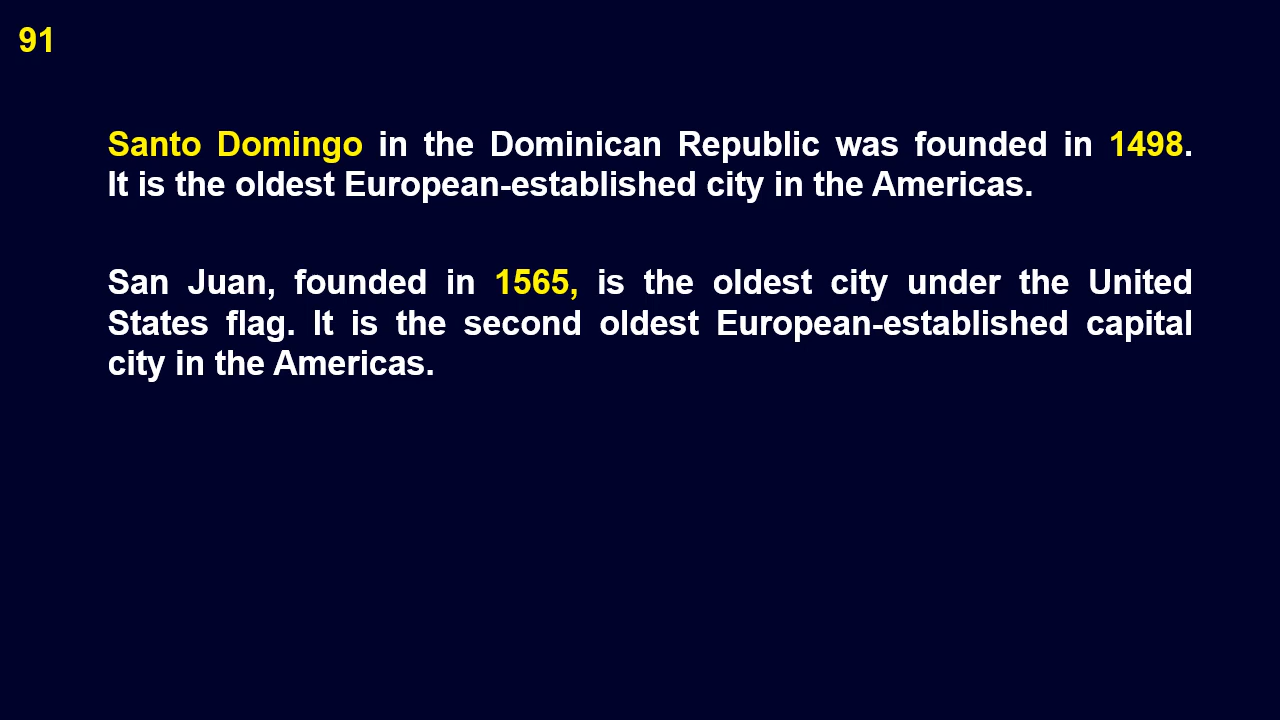 91
Santo Domingo in the Dominican Republic was founded in 1498.
It is the oldest European-established city in the Americas.
San Juan, founded in 1565, is the oldest city under the United
States flag. It is the second oldest European-established capital
city in the Americas.